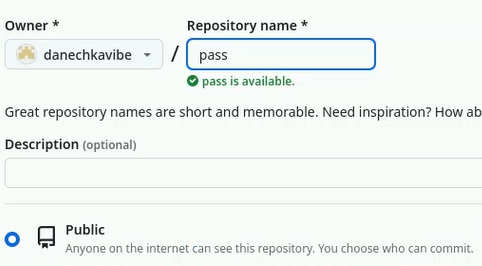 Owner * Repository name *
danechkavibe / pass
pass is available.
Great repository names are short and memorable. Need inspiration? How ab
Description (optional)
Public
Anyone on the internet can see this repository. You choose who can commit.